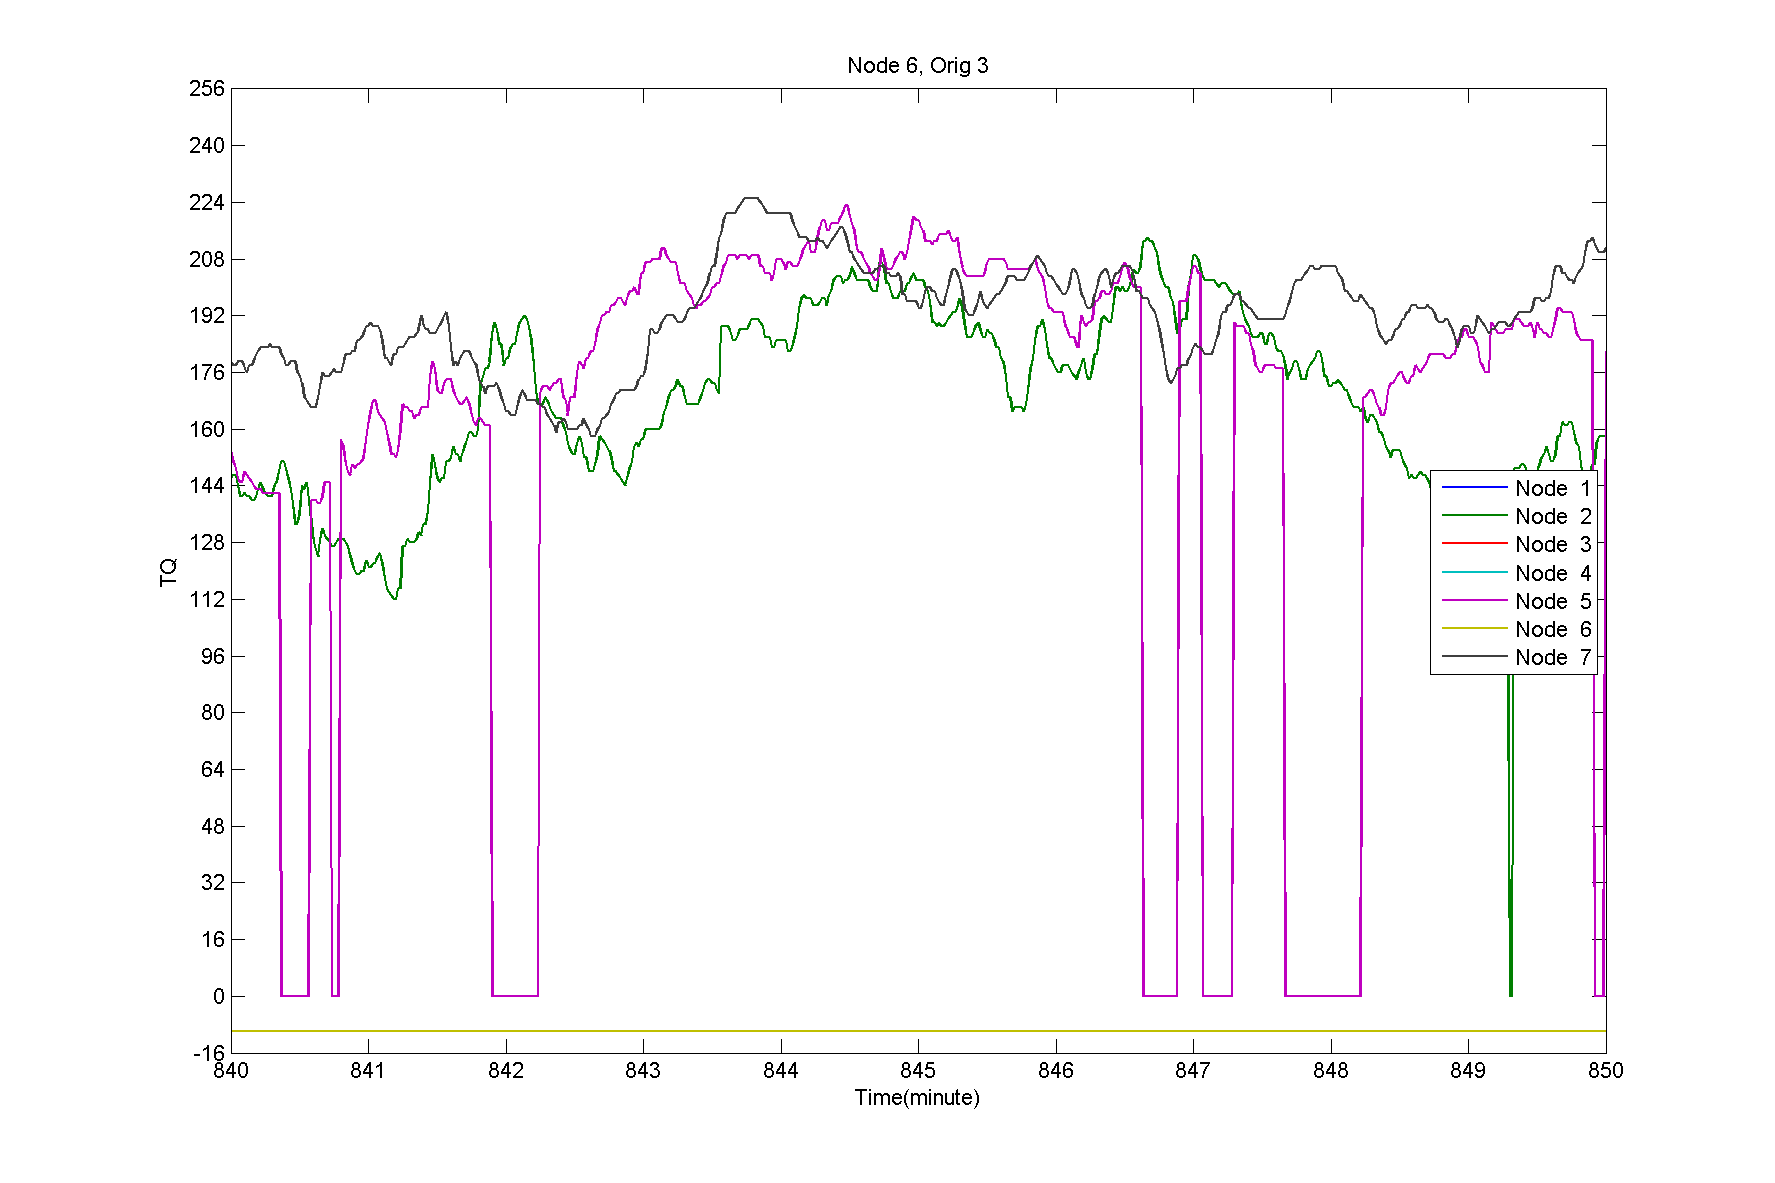 Node 6, Orig 3
256
240
224
208
192
176
160
144
128
112
96
80
64
48
32
16
0
-16
TQ
Node 1
Node 2
Node 3
Node 4
Node 5
Node 6
Node 7
840 841 842 843 844 845 846 847 848 849 850
Time(minute)